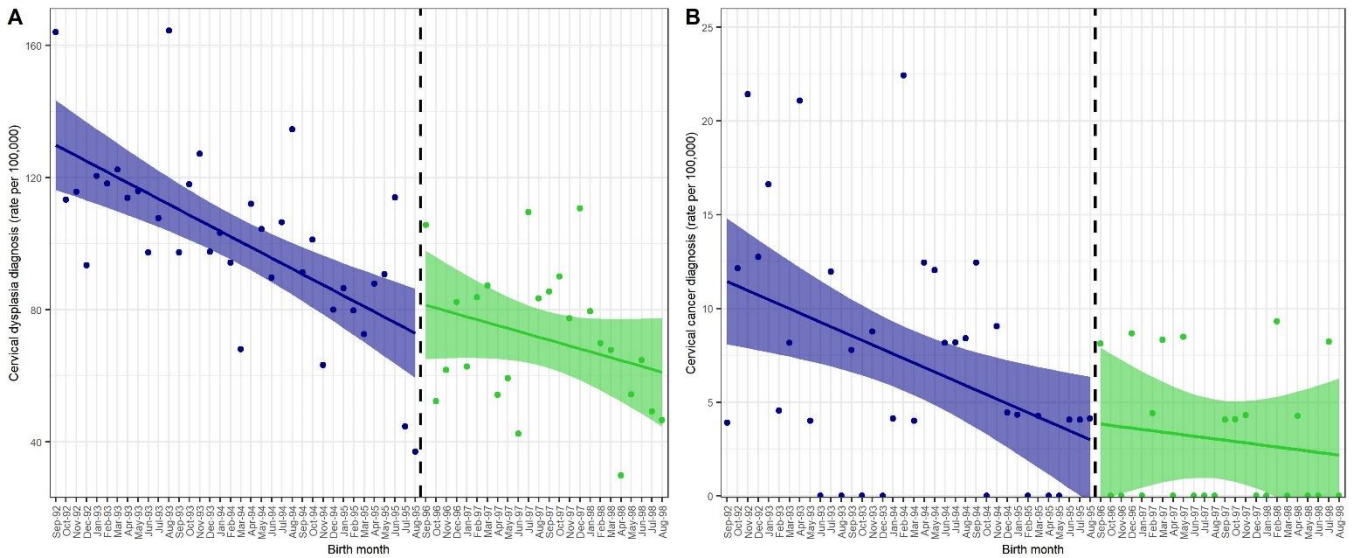 A
Cervical dysplasia diagnosis (rate per 100,000)
160
120
80
40
Sep-92 Oct-92 Nov-92 Dec-92 Jan-93 Feb-93 Mar-93 Apr-93 May-93 Jun-93 Jul-93 Aug-93 Sep-93 Oct-93 Nov-93 Dec-93 Jan-94 Feb-94 Mar-94 Apr-94 May-94 Jun-94 Jul-94 Aug-94 Sep-94 Oct-94 Nov-94 Dec-94 Jan-95 Feb-95 Mar-95 Apr-95 May-95 Jun-95 Jul-95 Aug-95 Sep-96 Oct-96 Nov-96 Dec-96 Jan-97 Feb-97 Mar-97 Apr-97 May-97 Jun-97 Jul-97 Aug-97 Sep-97 Oct-97 Nov-97 Dec-97 Jan-98 Feb-98 Mar-98 Apr-98 May-98 Jun-98 Jul-98 Aug-98
Birth month
B
Cervical cancer diagnosis (rate per 100,000)
25
20
15
10
5
0
Sep-92 Oct-92 Nov-92 Dec-92 Jan-93 Feb-93 Mar-93 Apr-93 May-93 Jun-93 Jul-93 Aug-93 Sep-93 Oct-93 Nov-93 Dec-93 Jan-94 Feb-94 Mar-94 Apr-94 May-94 Jun-94 Jul-94 Aug-94 Sep-94 Oct-94 Nov-94 Dec-94 Jan-95 Feb-95 Mar-95 Apr-95 May-95 Jun-95 Jul-95 Aug-95 Sep-96 Oct-96 Nov-96 Dec-96 Jan-97 Feb-97 Mar-97 Apr-97 May-97 Jun-97 Jul-97 Aug-97 Sep-97 Oct-97 Nov-97 Dec-97 Jan-98 Feb-98 Mar-98 Apr-98 May-98 Jun-98 Jul-98 Aug-98
Birth month